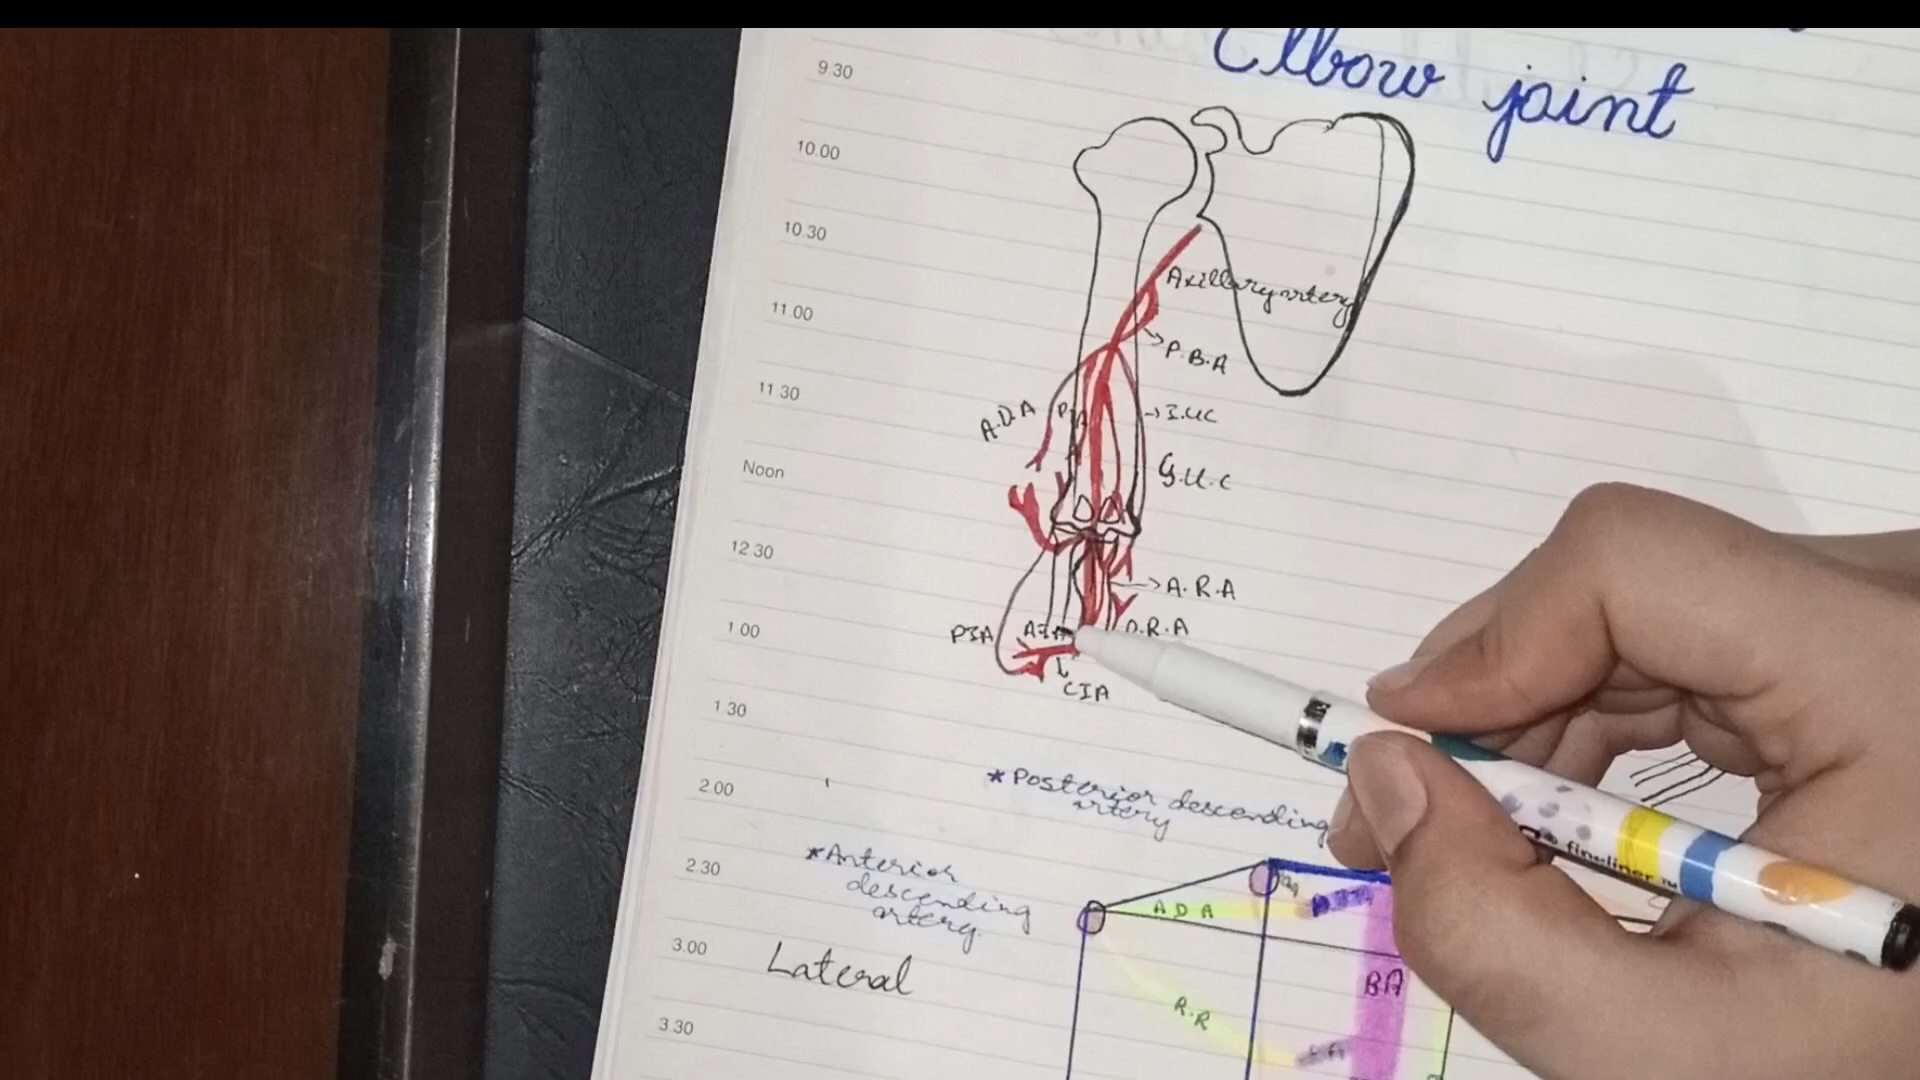 Elbow joint
9.30
10.00
10.30
11.00
11.30
Noon
12.30
1.00
1.30
2.00
2.30
3.00
3.30
Axillary artery
P.B.A
A.D.A
I.UC
G.U.C
A.R.A
PIA
AIA
CIA
*Posterior descending
artery
*Anterior
descending
artery.
Lateral
A D A
R.R
BA
fineliner